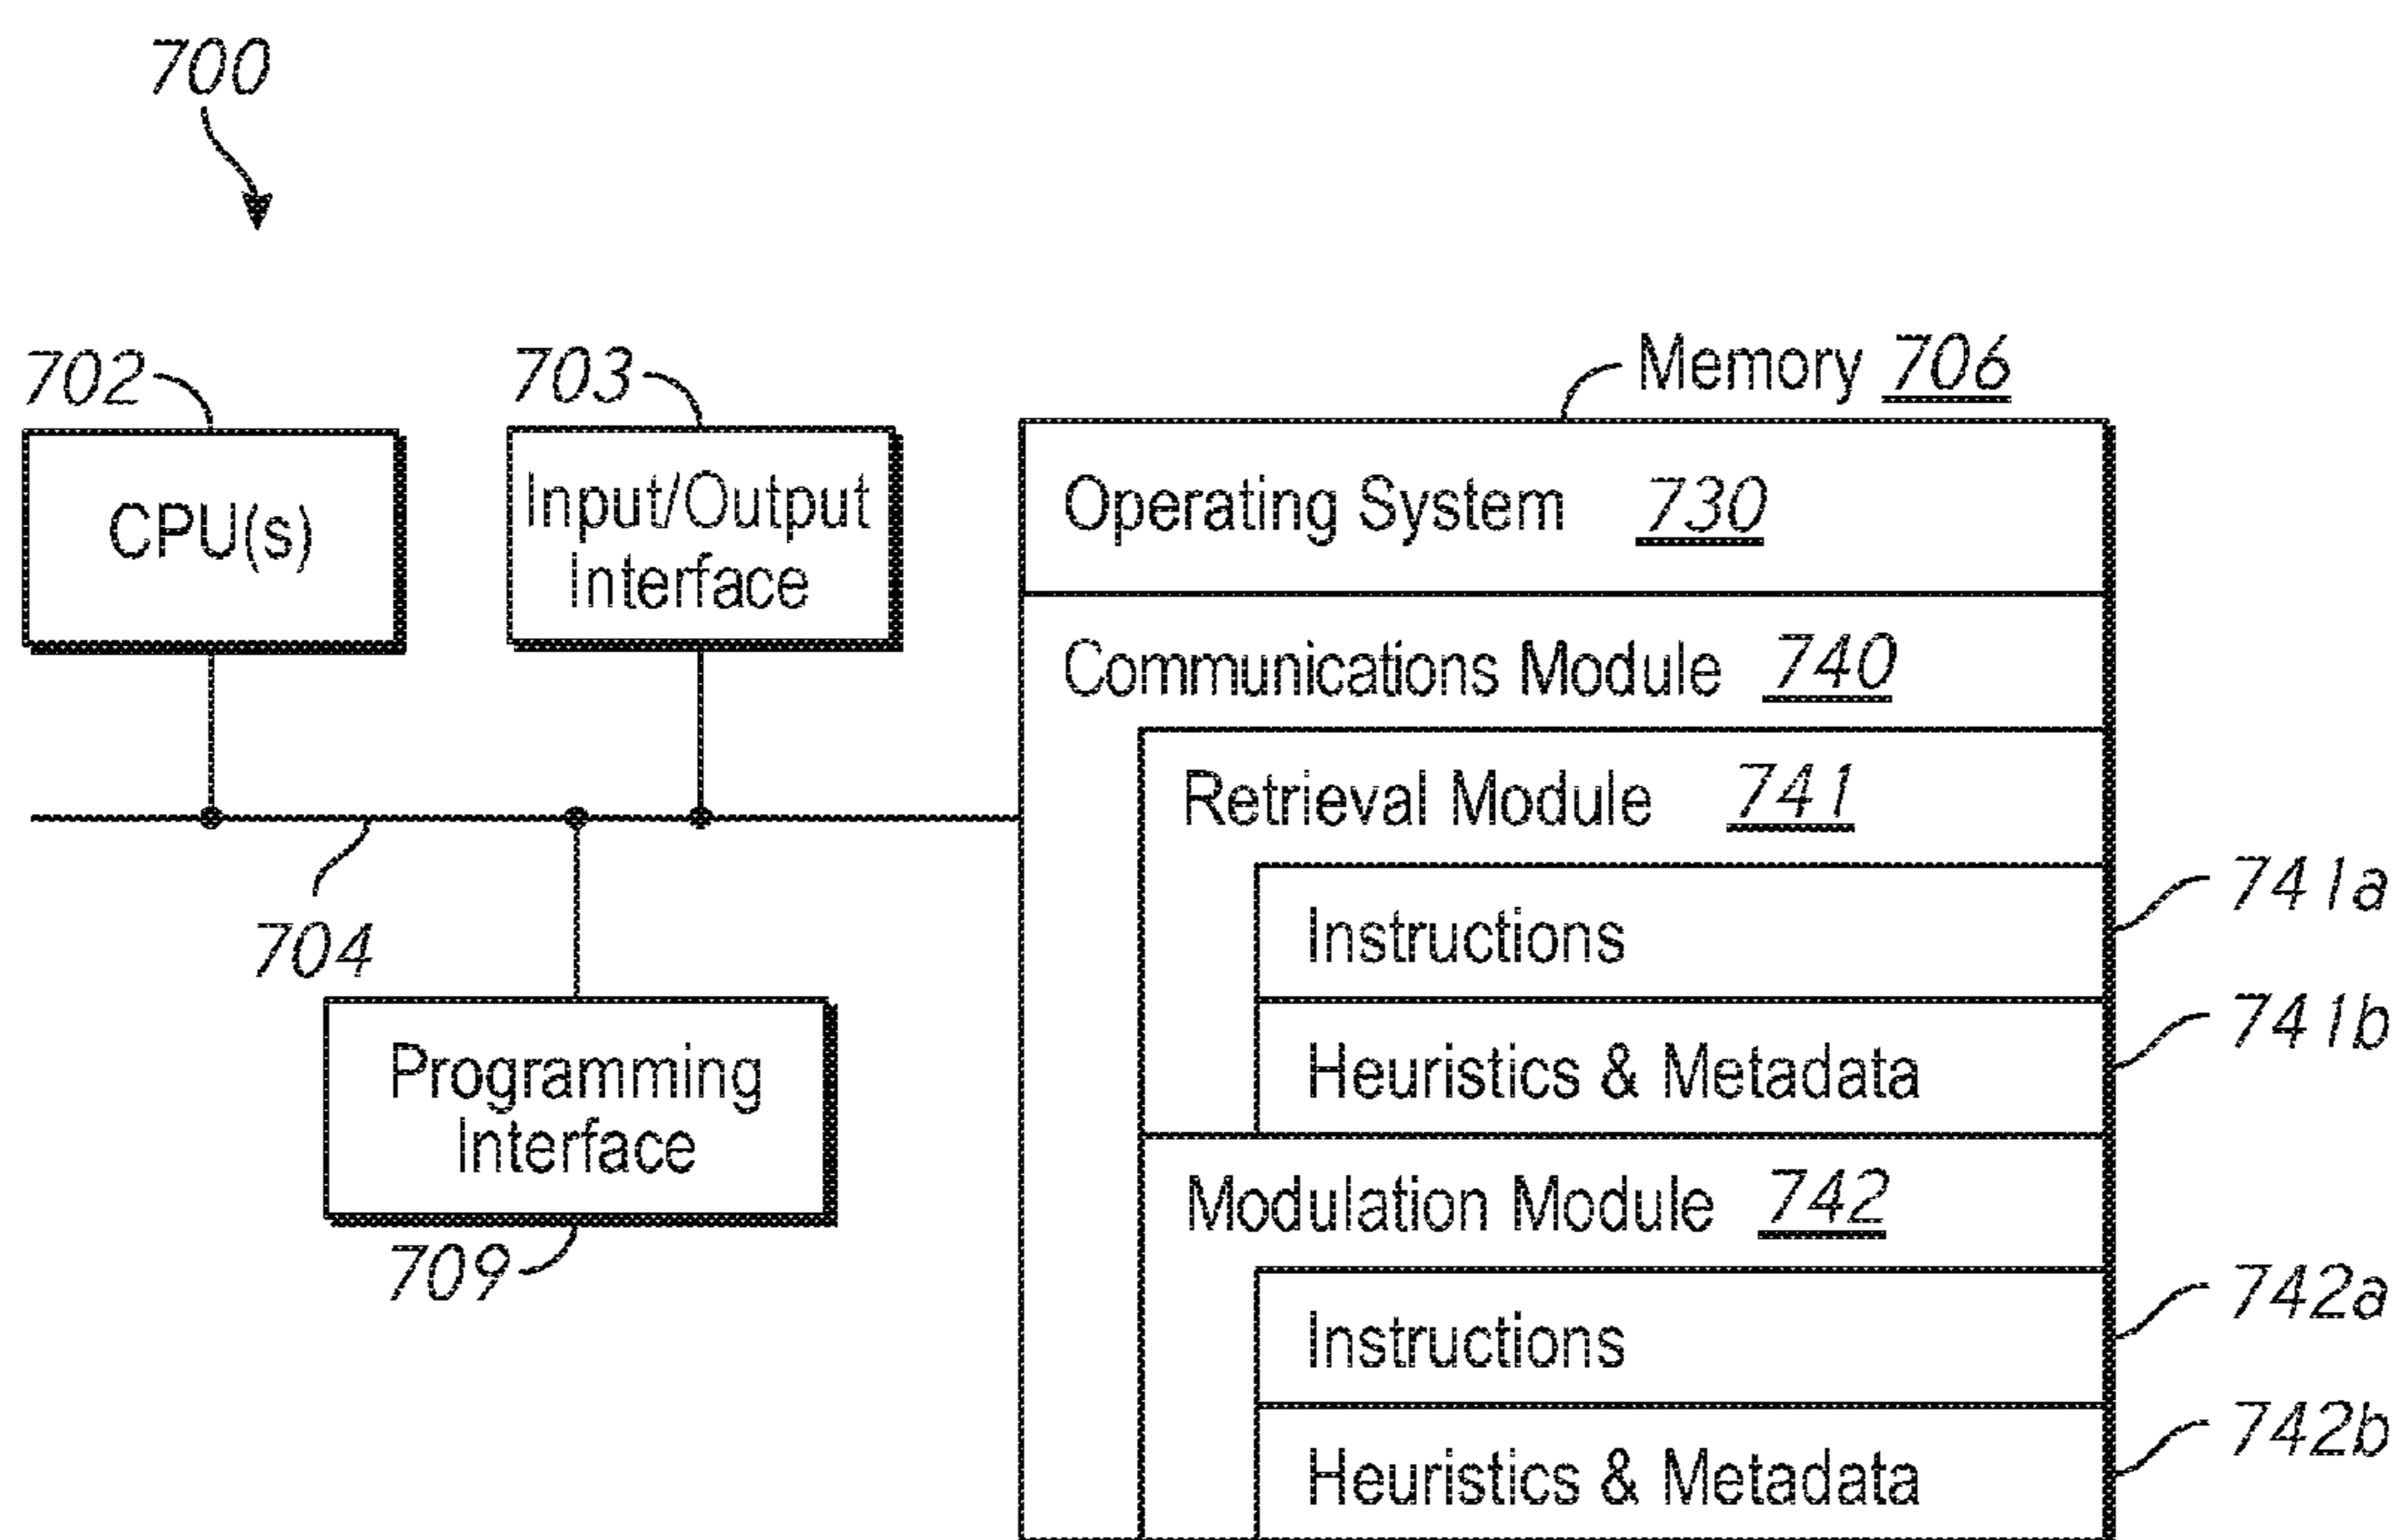 700
702
703
Memory 706
CPU(s)
Input/Output
Interface
Operating System 730
Communications Module 740
Retrieval Module 741
741a
Instructions
704
741b
Programming
Interface
Heuristics & Metadata
709
Modulation Module 742
742a
Instructions
742b
Heuristics & Metadata